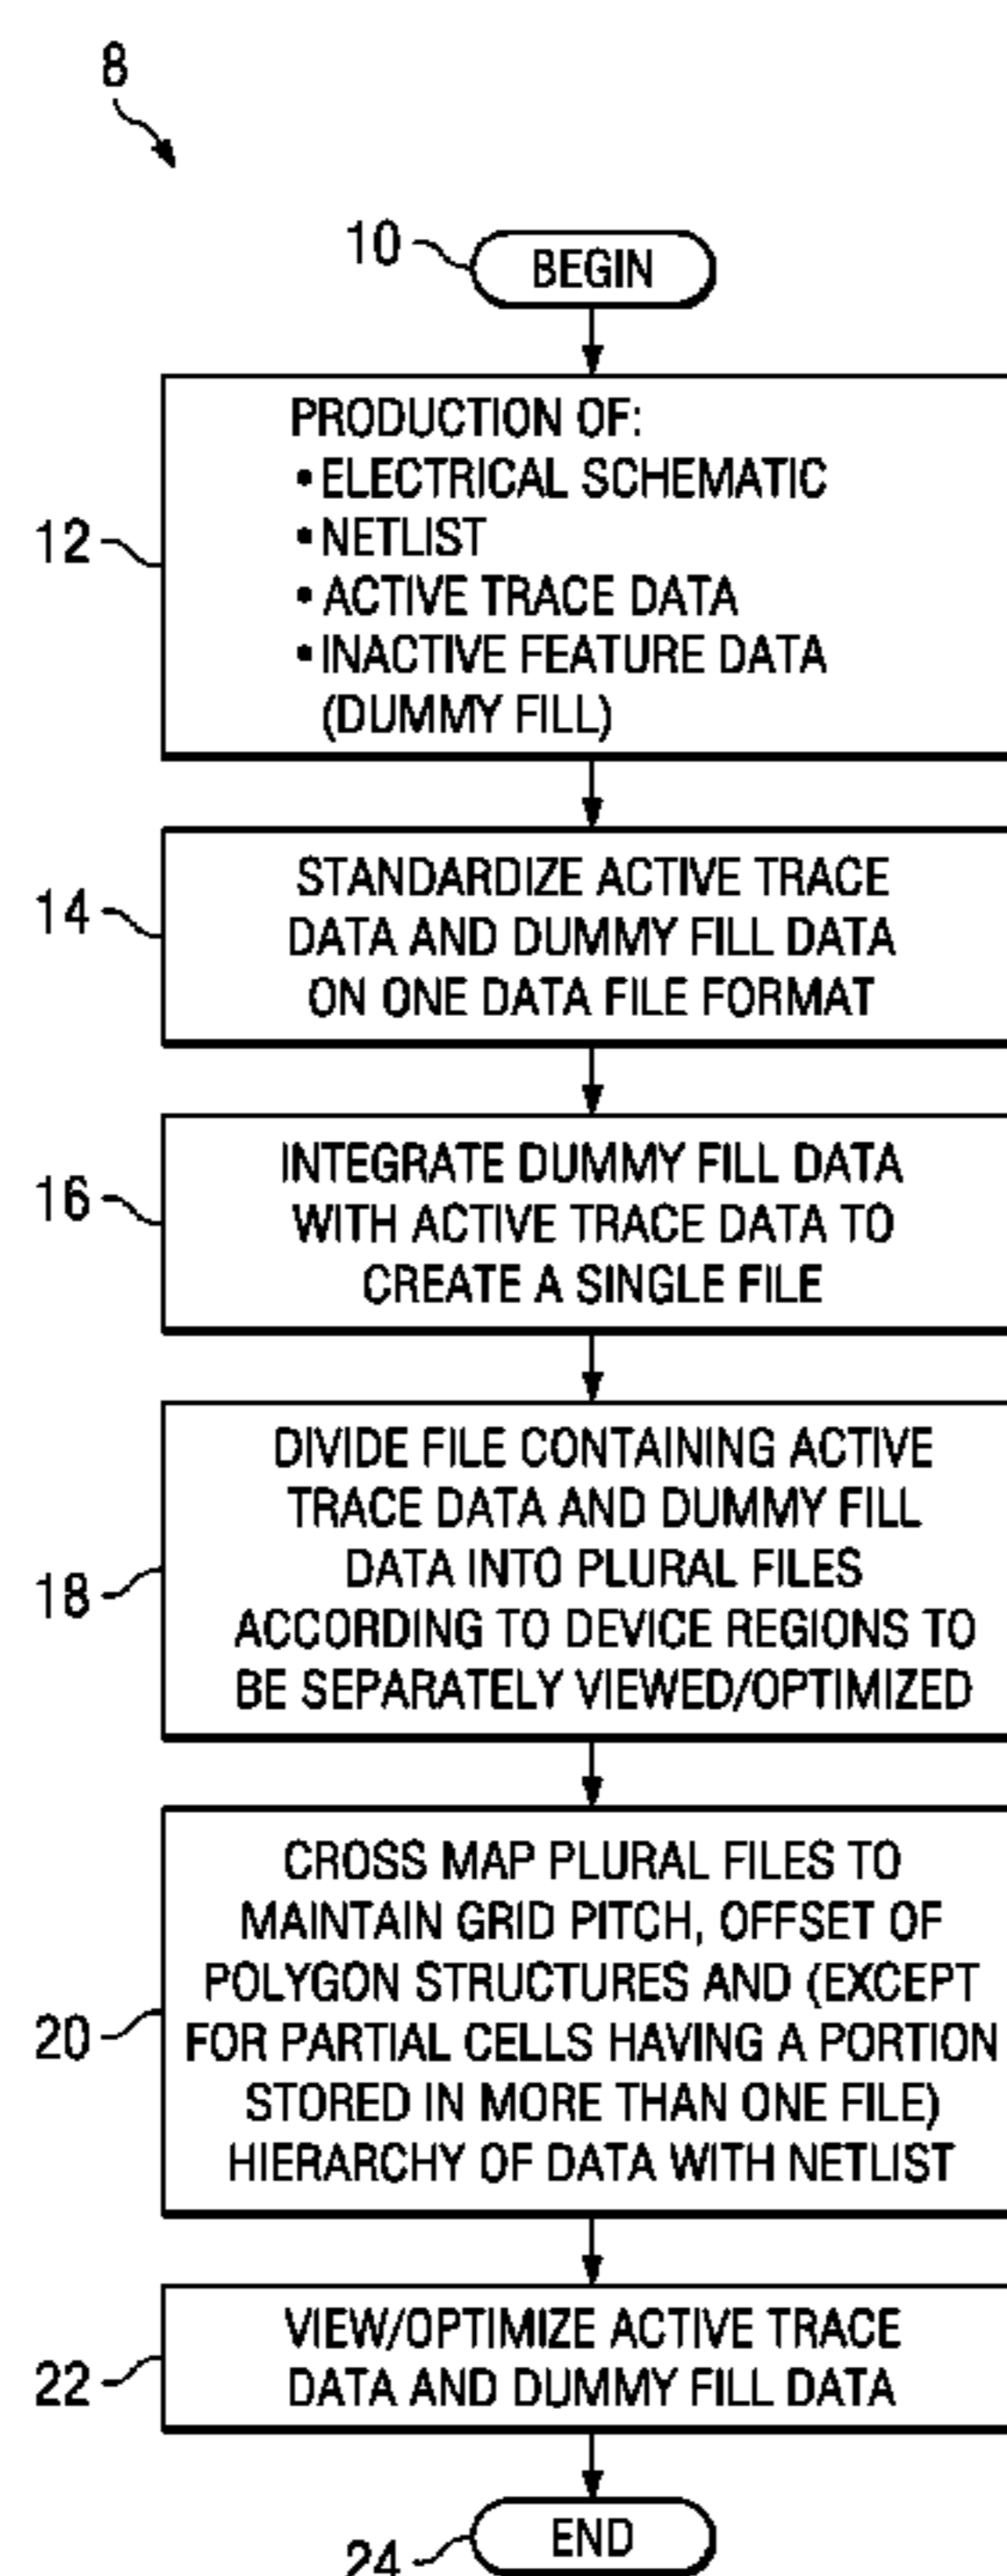 8
10
BEGIN
PRODUCTION OF:
•ELECTRICAL SCHEMATIC
•NETLIST
•ACTIVE TRACE DATA
•INACTIVE FEATURE DATA
(DUMMY FILL)
12
STANDARDIZE ACTIVE TRACE
DATA AND DUMMY FILL DATA
ON ONE DATA FILE FORMAT
14
INTEGRATE DUMMY FILL DATA
WITH ACTIVE TRACE DATA TO
CREATE A SINGLE FILE
16
DIVIDE FILE CONTAINING ACTIVE
TRACE DATA AND DUMMY FILL
DATA INTO PLURAL FILES
ACCORDING TO DEVICE REGIONS TO
BE SEPARATELY VIEWED/OPTIMIZED
18
CROSS MAP PLURAL FILES TO
MAINTAIN GRID PITCH, OFFSET OF
POLYGON STRUCTURES AND (EXCEPT
FOR PARTIAL CELLS HAVING A PORTION
STORED IN MORE THAN ONE FILE)
HIERARCHY OF DATA WITH NETLIST
20
VIEW/OPTIMIZE ACTIVE TRACE
DATA AND DUMMY FILL DATA
22
END
24